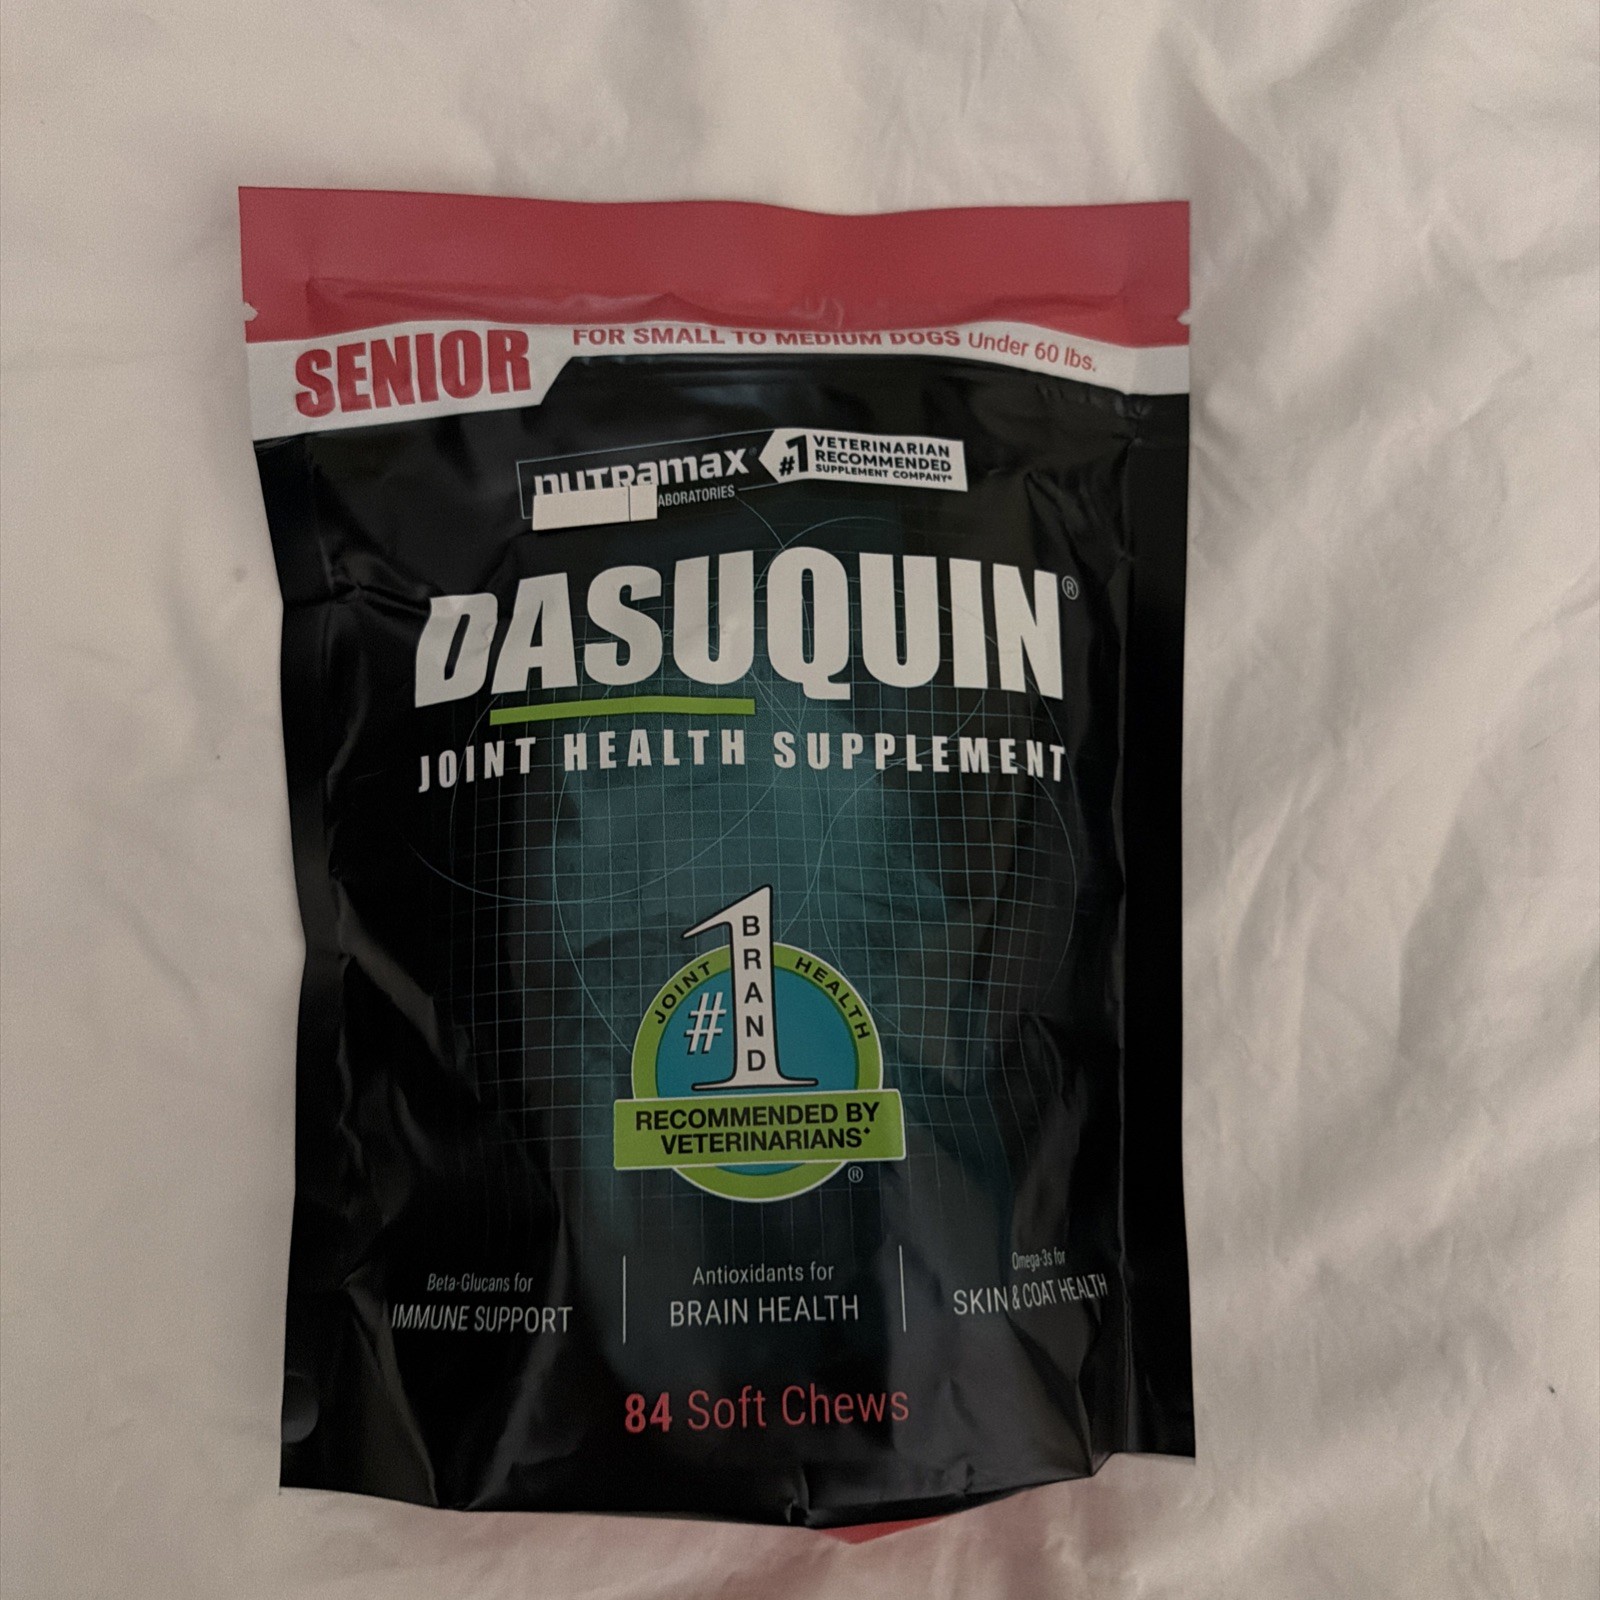 SENIOR
FOR SMALL TO MEDIUM DOGS Under 60 lbs.
nutramax
ABORATORIES
#1 VETERINARIAN
RECOMMENDED
SUPPLEMENT COMPANY*
DASUQUIN®
JOINT HEALTH SUPPLEMENT
JOINT HEALTH
#1 BRAND
RECOMMENDED BY
VETERINARIANS♦
®
Beta-Glucans for
IMMUNE SUPPORT
Antioxidants for
BRAIN HEALTH
Omega-3s for
SKIN & COAT HEALTH
84 Soft Chews